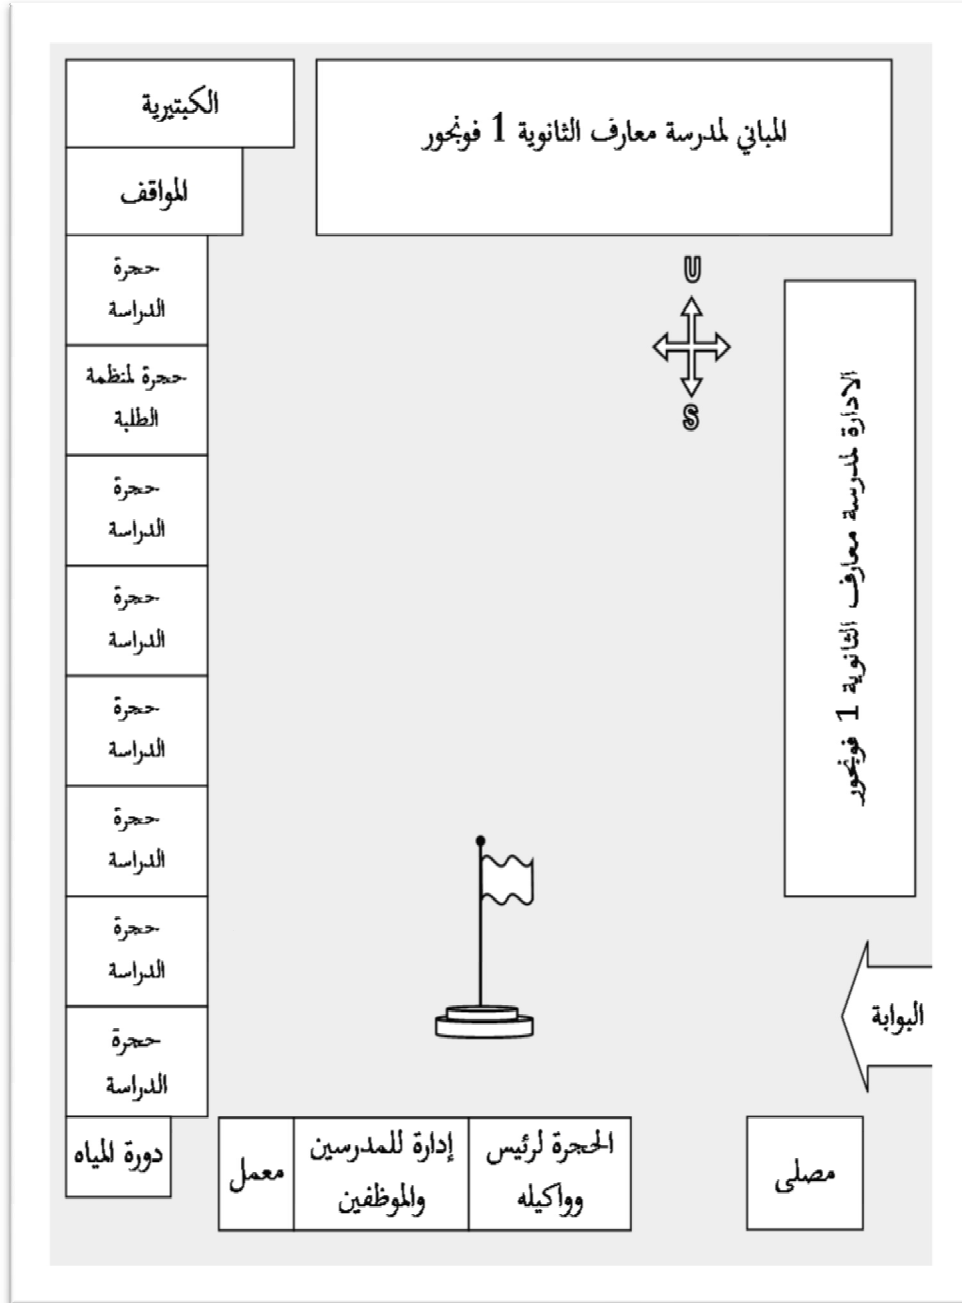 الكبتيرية
المباني لمدرسة معارف الثانوية 1 فونجور
المواقف
حجرة
الدراسة
U
S
حجرة لمنظمة
الطلبة
حجرة
الدراسة
حجرة
الدراسة
حجرة
الدراسة
حجرة
الدراسة
حجرة
الدراسة
حجرة
الدراسة
الادارة لمدرسة معارف الثانوية 1 فونجور
البوابة
دورة المياه
معمل
إدارة للمدرسين
والموظفين
الحجرة لرئيس
وواكيله
مصلى